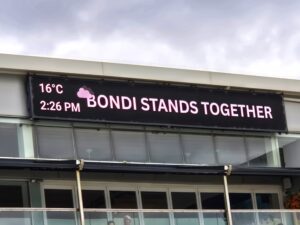 16°C
2:26 PM
BONDI STANDS TOGETHER